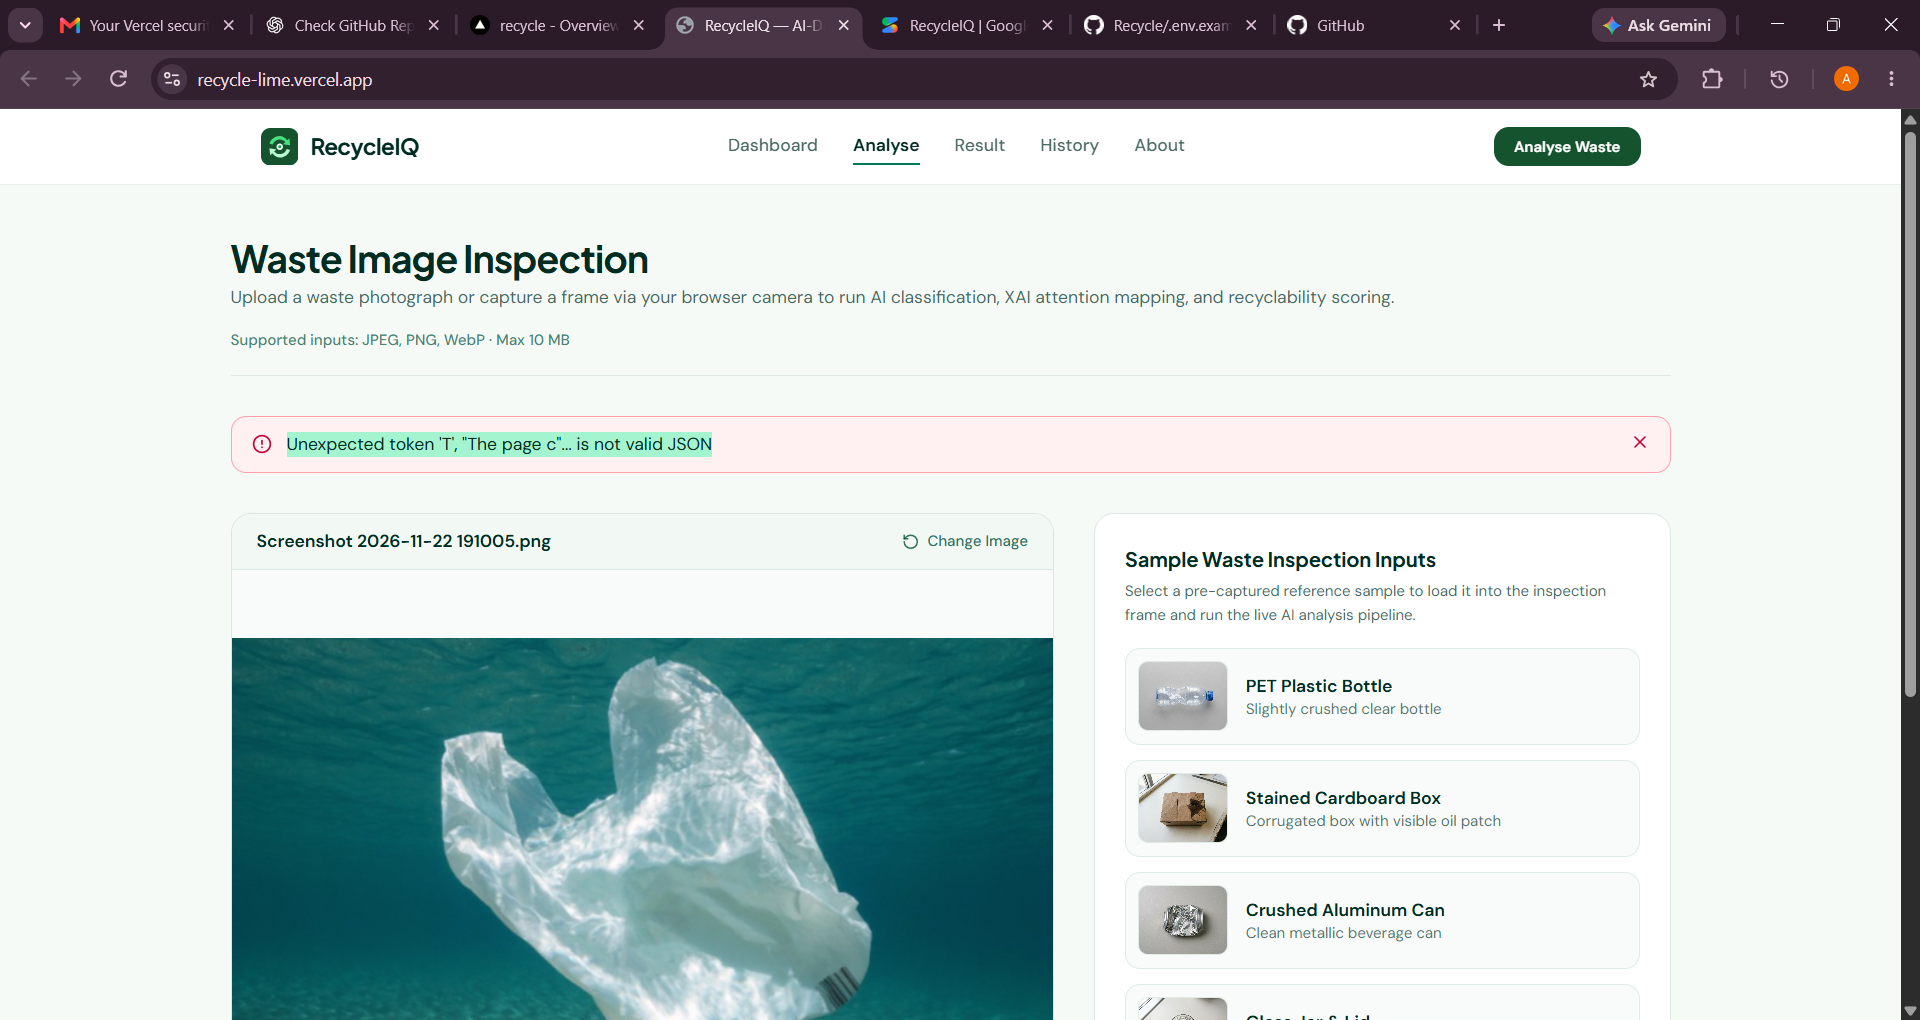 Your Vercel securi
Check GitHub Rep
recycle - Overview
RecycleIQ — AI-D
RecycleIQ | Googl
Recycle/.env.exam
GitHub
Ask Gemini
recycle-lime.vercel.app
A
RecycleIQ
Dashboard
Analyse
Result
History
About
Analyse Waste
Waste Image Inspection
Upload a waste photograph or capture a frame via your browser camera to run AI classification, XAI attention mapping, and recyclability scoring.
Supported inputs: JPEG, PNG, WebP · Max 10 MB
Unexpected token 'T', "The page c"... is not valid JSON
Screenshot 2026-11-22 191005.png
Change Image
Sample Waste Inspection Inputs
Select a pre-captured reference sample to load it into the inspection
frame and run the live AI analysis pipeline.
PET Plastic Bottle
Slightly crushed clear bottle
Stained Cardboard Box
Corrugated box with visible oil patch
Crushed Aluminum Can
Clean metallic beverage can
Glass Jar & Lid